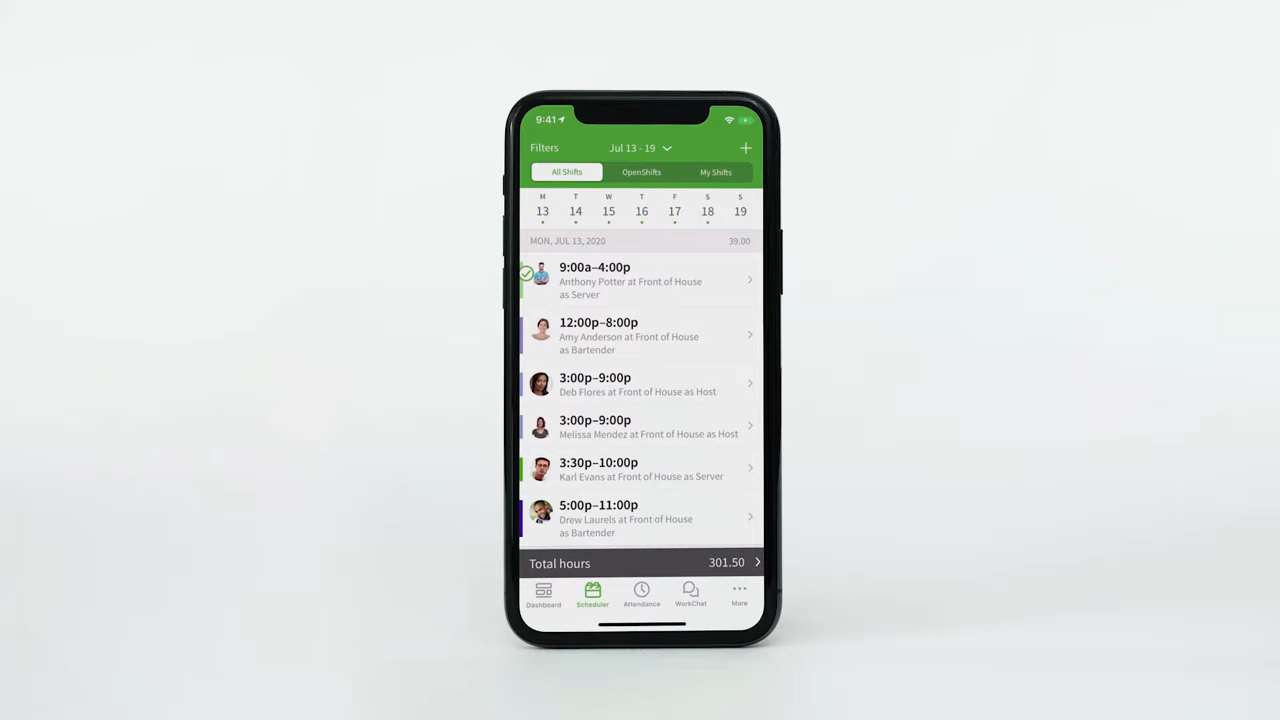 9:41
Filters
Jul 13 - 19
All Shifts
OpenShifts
My Shifts
M T W T F S S
13 14 15 16 17 18 19
MON, JUL 13, 2020 39.00
9:00a–4:00p
Anthony Potter at Front of House
as Server
12:00p–8:00p
Amy Anderson at Front of House
as Bartender
3:00p–9:00p
Deb Flores at Front of House as Host
3:00p–9:00p
Melissa Mendez at Front of House as Host
3:30p–10:00p
Karl Evans at Front of House as Server
5:00p–11:00p
Drew Laurels at Front of House
as Bartender
Total hours 301.50
Dashboard Scheduler Attendance WorkChat More